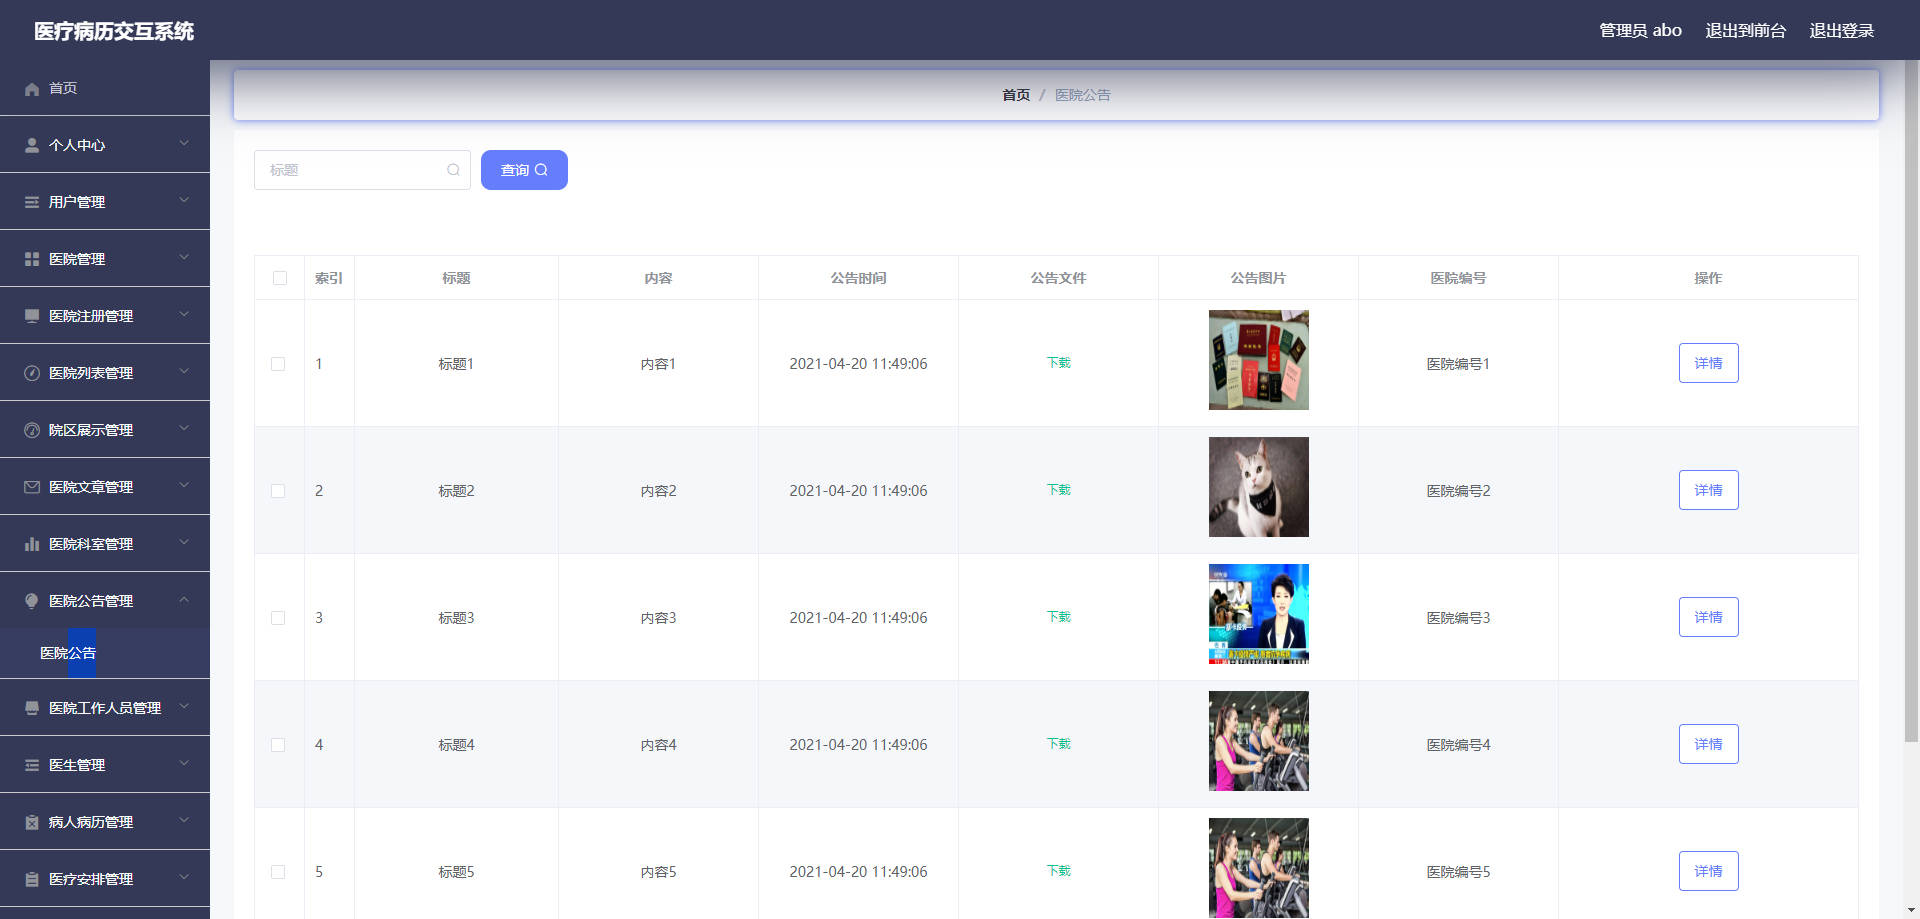 医疗病历交互系统
管理员 abo 退出到前台 退出登录
首页
个人中心
用户管理
医院管理
医院注册管理
医院列表管理
院区展示管理
医院文章管理
医院科室管理
医院公告管理
医院公告
医院工作人员管理
医生管理
病人病历管理
医疗安排管理
首页 / 医院公告
标题 查询
索引 标题 内容 公告时间 公告文件 公告图片 医院编号 操作
1 标题1 内容1 2021-04-20 11:49:06 下载 医院编号1 详情
2 标题2 内容2 2021-04-20 11:49:06 下载 医院编号2 详情
3 标题3 内容3 2021-04-20 11:49:06 下载 医院编号3 详情
4 标题4 内容4 2021-04-20 11:49:06 下载 医院编号4 详情
5 标题5 内容5 2021-04-20 11:49:06 下载 医院编号5 详情